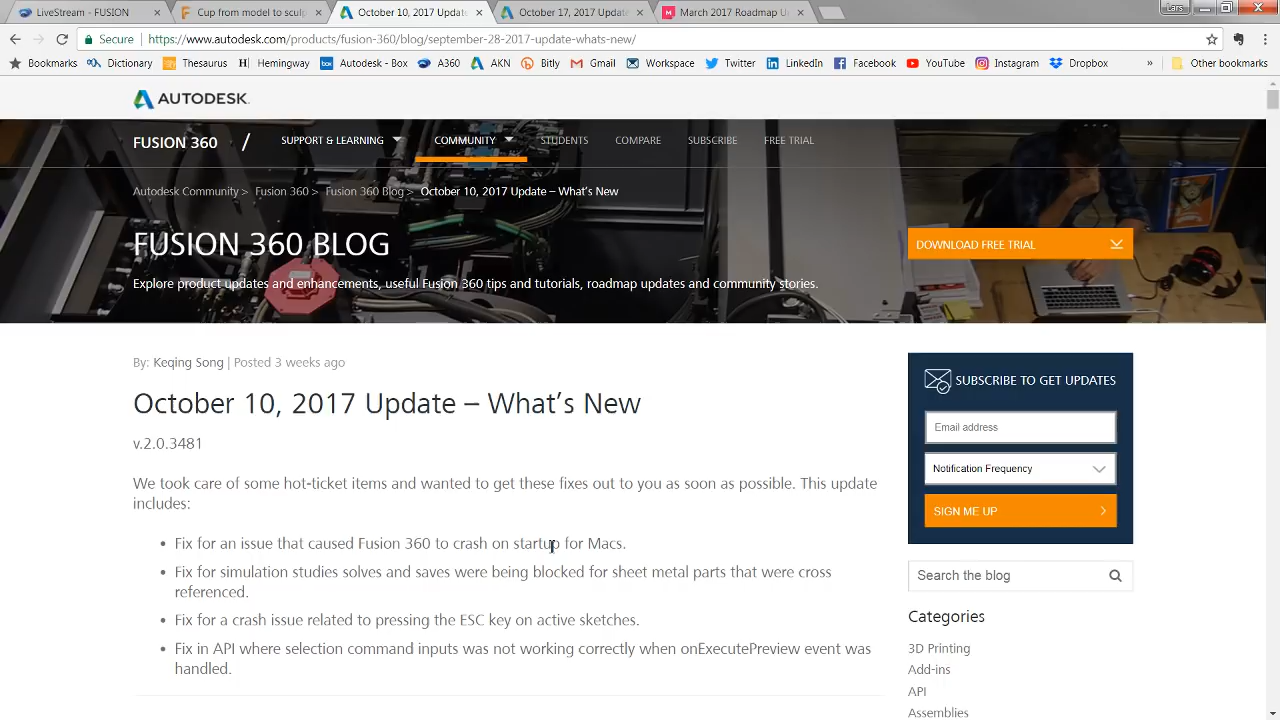 LiveStream - FUSION
Cup from model to sculp
October 10, 2017 Update
October 17, 2017 Update
March 2017 Roadmap U
Lars
Secure
https://www.autodesk.com/products/fusion-360/blog/september-28-2017-update-whats-new/
Bookmarks
Dictionary
Thesaurus
Hemingway
Autodesk - Box
A360
AKN
Bitly
Gmail
Workspace
Twitter
LinkedIn
Facebook
YouTube
Instagram
Dropbox
»
Other bookmarks
AUTODESK.
FUSION 360 /
SUPPORT & LEARNING
COMMUNITY
STUDENTS
COMPARE
SUBSCRIBE
FREE TRIAL
Autodesk Community > Fusion 360 > Fusion 360 Blog > October 10, 2017 Update – What's New
FUSION 360 BLOG
DOWNLOAD FREE TRIAL
Explore product updates and enhancements, useful Fusion 360 tips and tutorials, roadmap updates and community stories.
By: Keqing Song | Posted 3 weeks ago
October 10, 2017 Update – What's New
v.2.0.3481
We took care of some hot-ticket items and wanted to get these fixes out to you as soon as possible. This update
includes:
• Fix for an issue that caused Fusion 360 to crash on startup for Macs.
• Fix for simulation studies solves and saves were being blocked for sheet metal parts that were cross
referenced.
• Fix for a crash issue related to pressing the ESC key on active sketches.
• Fix in API where selection command inputs was not working correctly when onExecutePreview event was
handled.
SUBSCRIBE TO GET UPDATES
Email address
Notification Frequency
SIGN ME UP
Search the blog
Categories
3D Printing
Add-ins
API
Assemblies